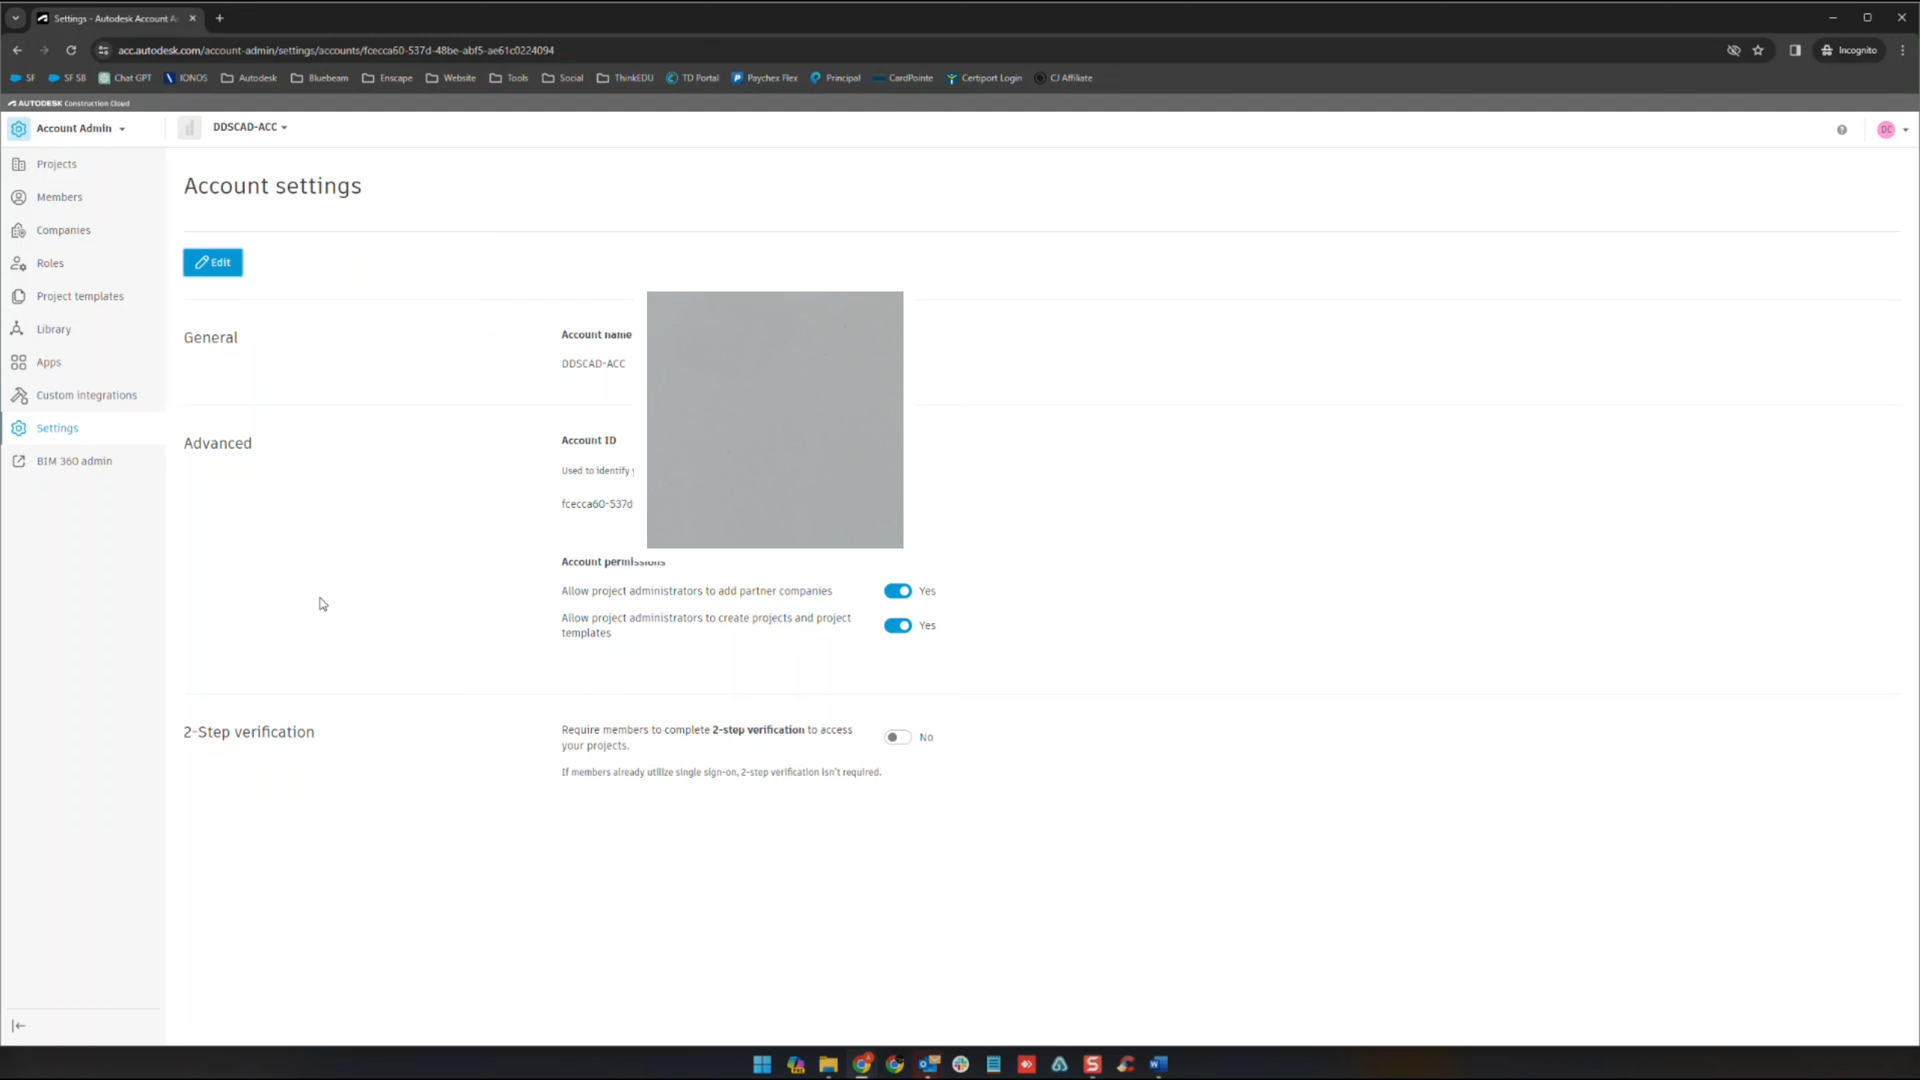 Settings - Autodesk Account A
acc.autodesk.com/account-admin/settings/accounts/fcecca60-537d-48be-abf5-ae61c0224094
Incognito
SF
SF SB
Chat GPT
IONOS
Autodesk
Bluebeam
Enscape
Website
Tools
Social
ThinkEDU
TD Portal
Paychex Flex
Principal
CardPointe
Certiport Login
CJ Affiliate
AUTODESK Construction Cloud
Account Admin
DDSCAD-ACC
DC
Projects
Members
Companies
Roles
Project templates
Library
Apps
Custom integrations
Settings
BIM 360 admin
Account settings
Edit
General
Account name
DDSCAD-ACC
Advanced
Account ID
Used to identify
fcecca60-537d
Account permissions
Allow project administrators to add partner companies
Yes
Allow project administrators to create projects and project
templates
Yes
2-Step verification
Require members to complete 2-step verification to access
your projects.
No
If members already utilize single sign-on, 2-step verification isn't required.